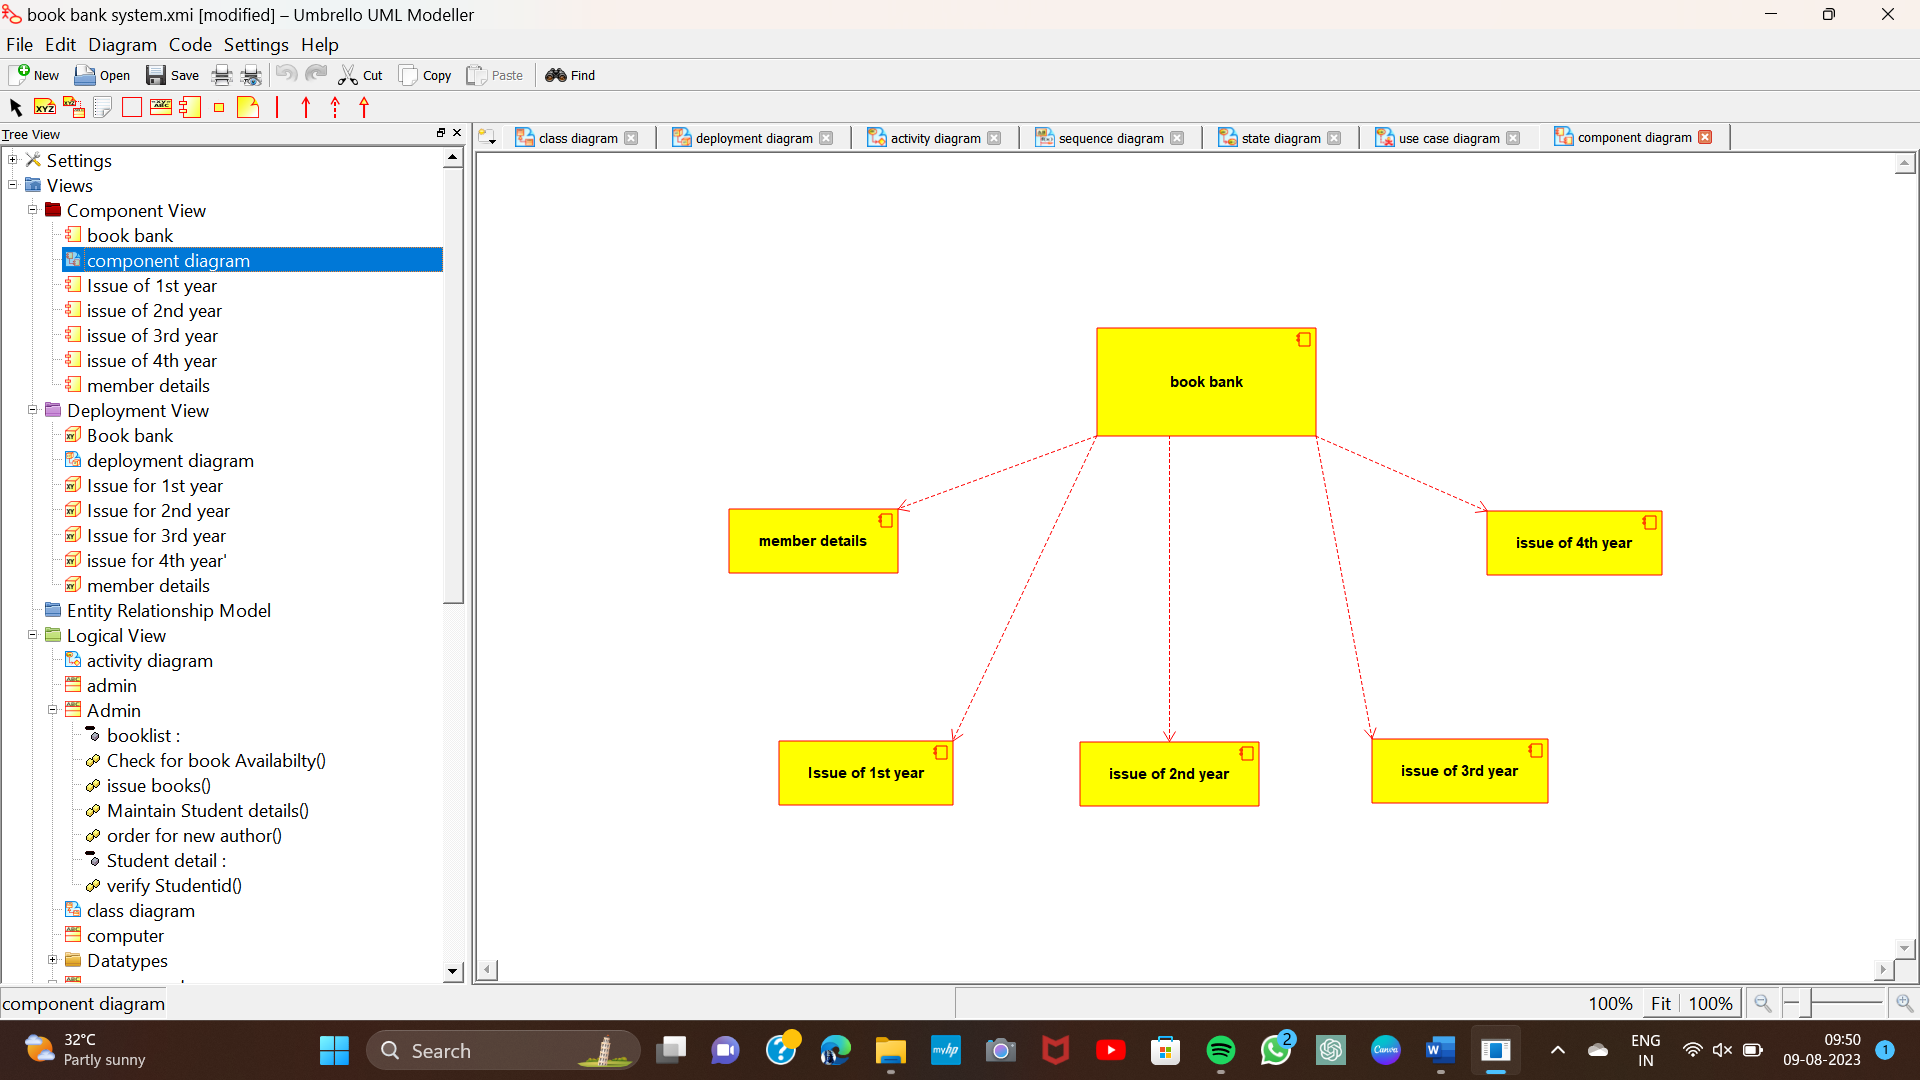 book bank system.xmi [modified] – Umbrello UML Modeller
File Edit Diagram Code Settings Help
New Open Save Cut Copy Paste Find
Tree View
class diagram
deployment diagram
activity diagram
sequence diagram
state diagram
use case diagram
component diagram
Settings
Views
Component View
book bank
component diagram
Issue of 1st year
issue of 2nd year
issue of 3rd year
issue of 4th year
member details
Deployment View
Book bank
deployment diagram
Issue for 1st year
Issue for 2nd year
Issue for 3rd year
issue for 4th year'
member details
Entity Relationship Model
Logical View
activity diagram
admin
Admin
booklist :
Check for book Availabilty()
issue books()
Maintain Student details()
order for new author()
Student detail :
verify Studentid()
class diagram
computer
Datatypes
book bank
member details
issue of 4th year
Issue of 1st year
issue of 2nd year
issue of 3rd year
component diagram
100% Fit 100%
32°C
Partly sunny
Search
myhp
Canva
2
ENG
IN
09:50
09-08-2023
1